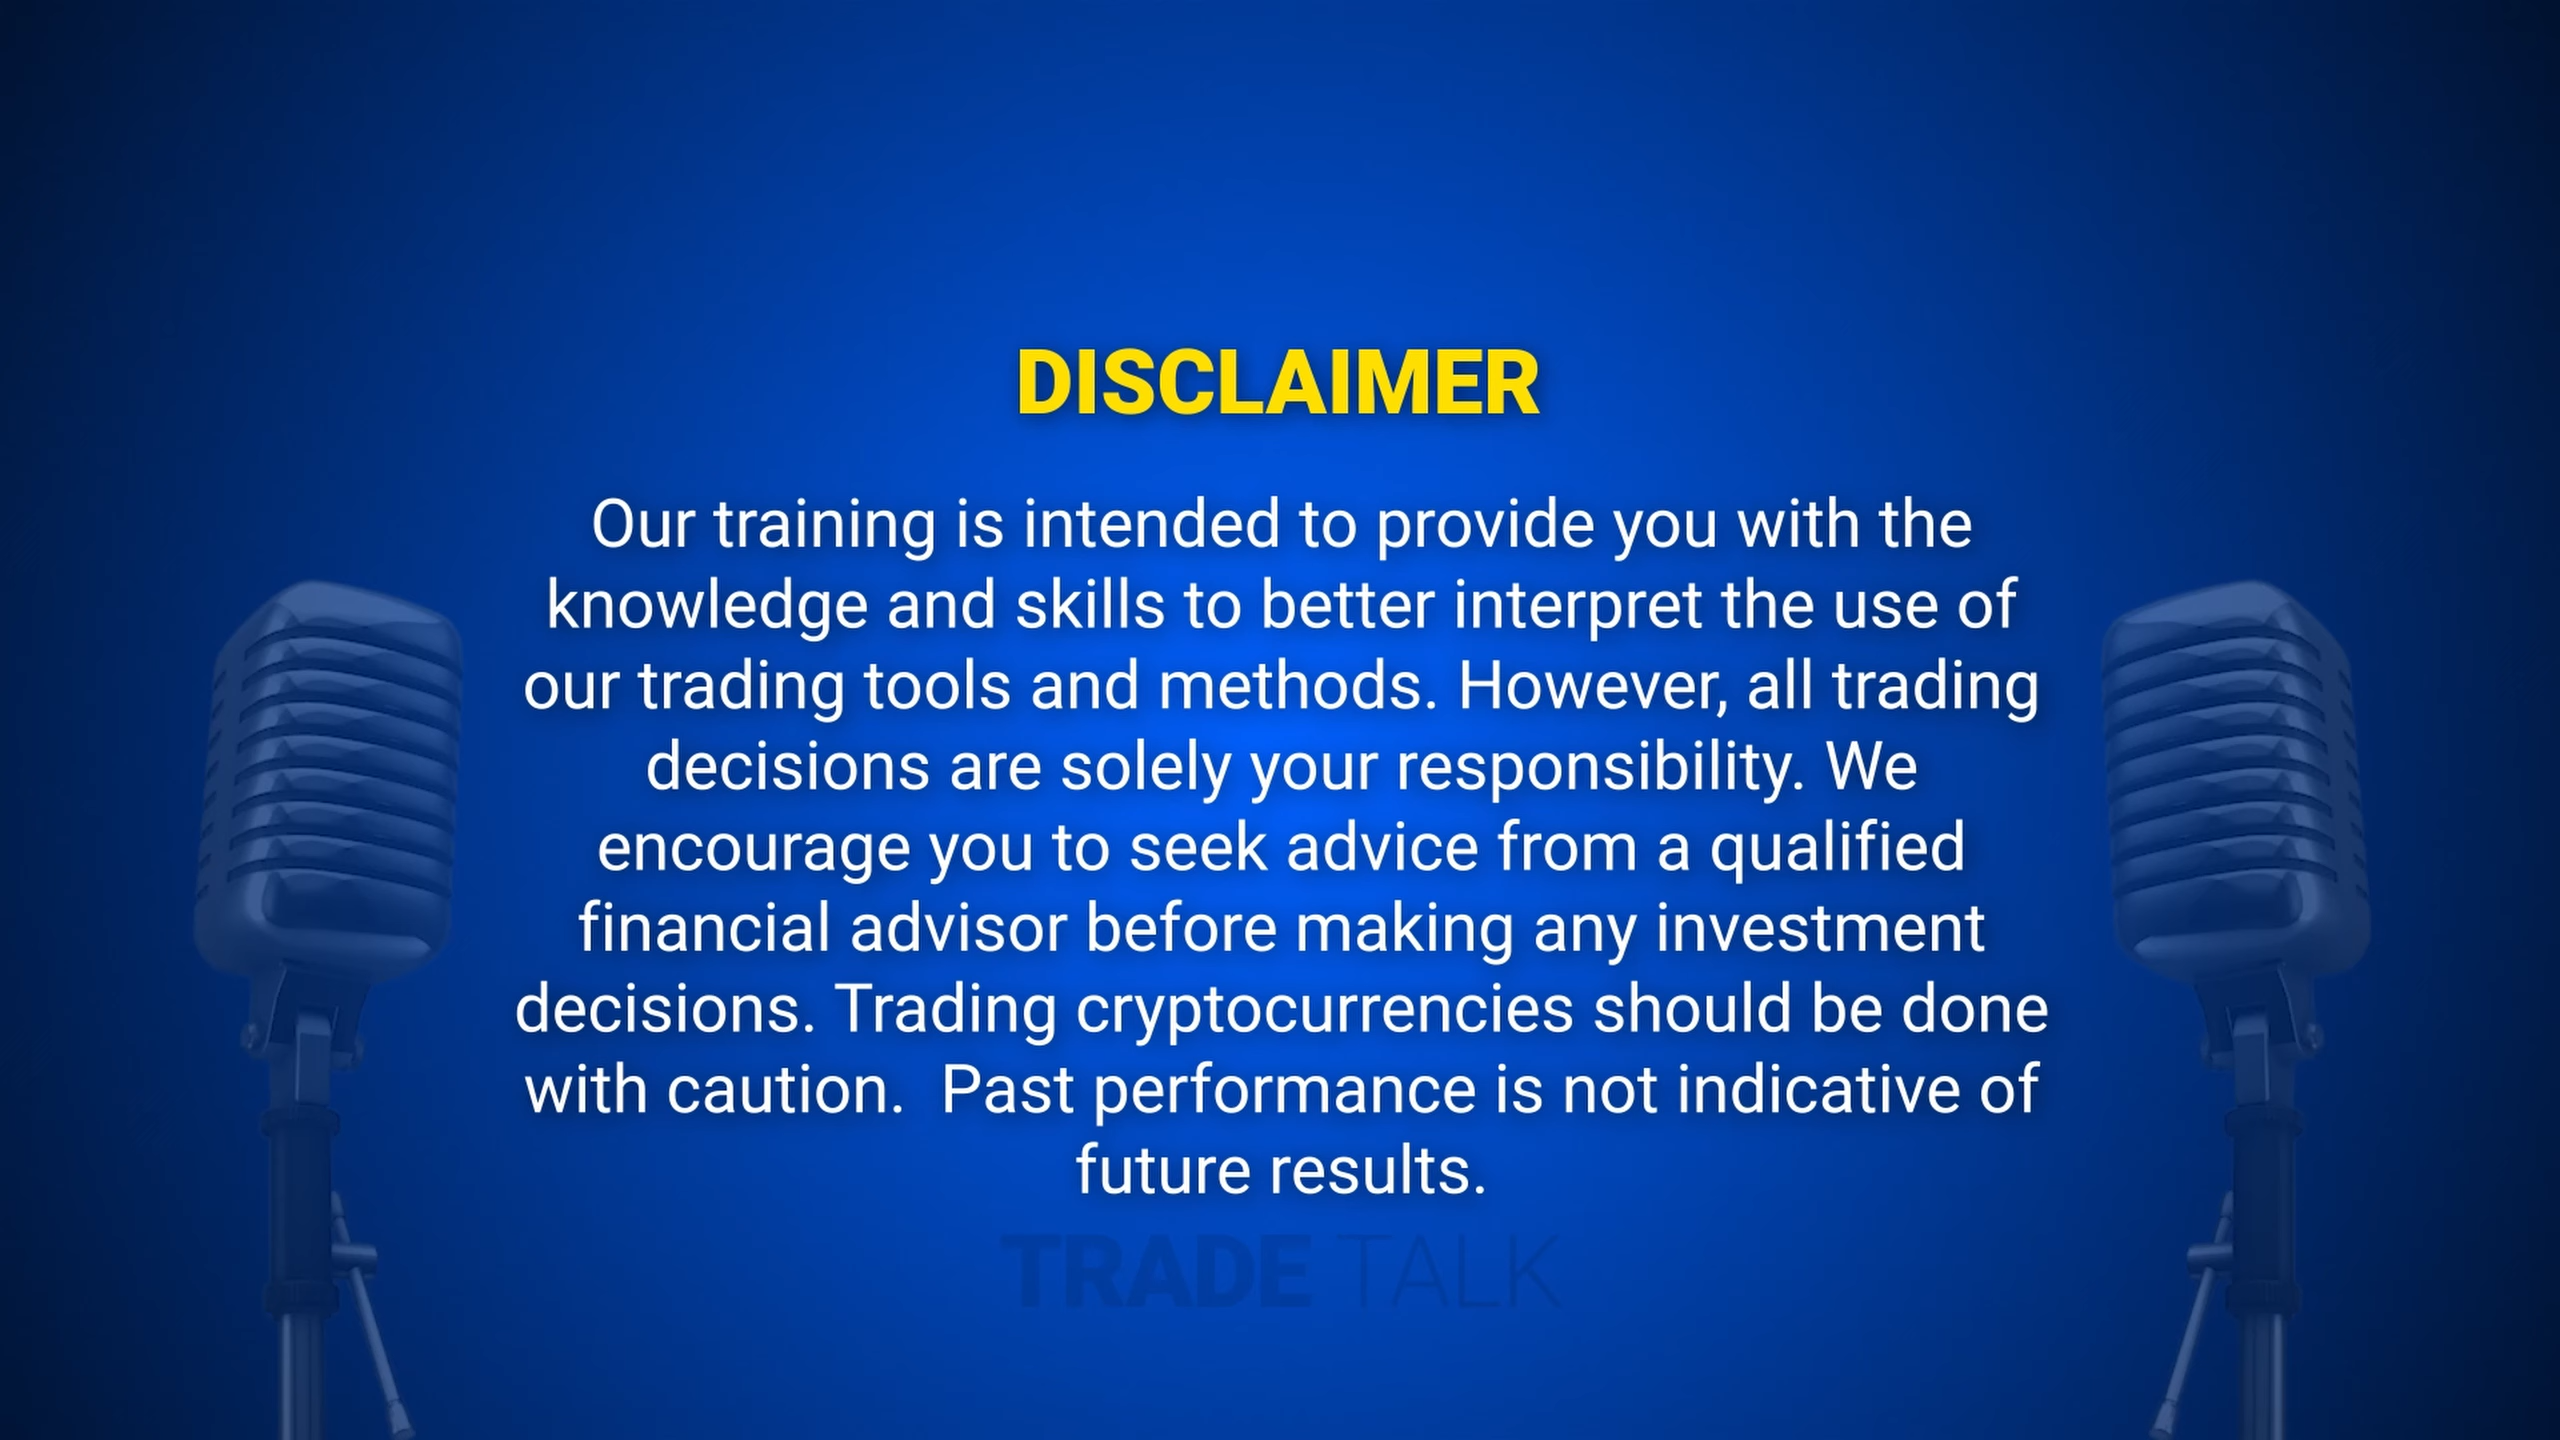 DISCLAIMER
Our training is intended to provide you with the
knowledge and skills to better interpret the use of
our trading tools and methods. However, all trading
decisions are solely your responsibility. We
encourage you to seek advice from a qualified
financial advisor before making any investment
decisions. Trading cryptocurrencies should be done
with caution.  Past performance is not indicative of
future results.
TRADE TALK